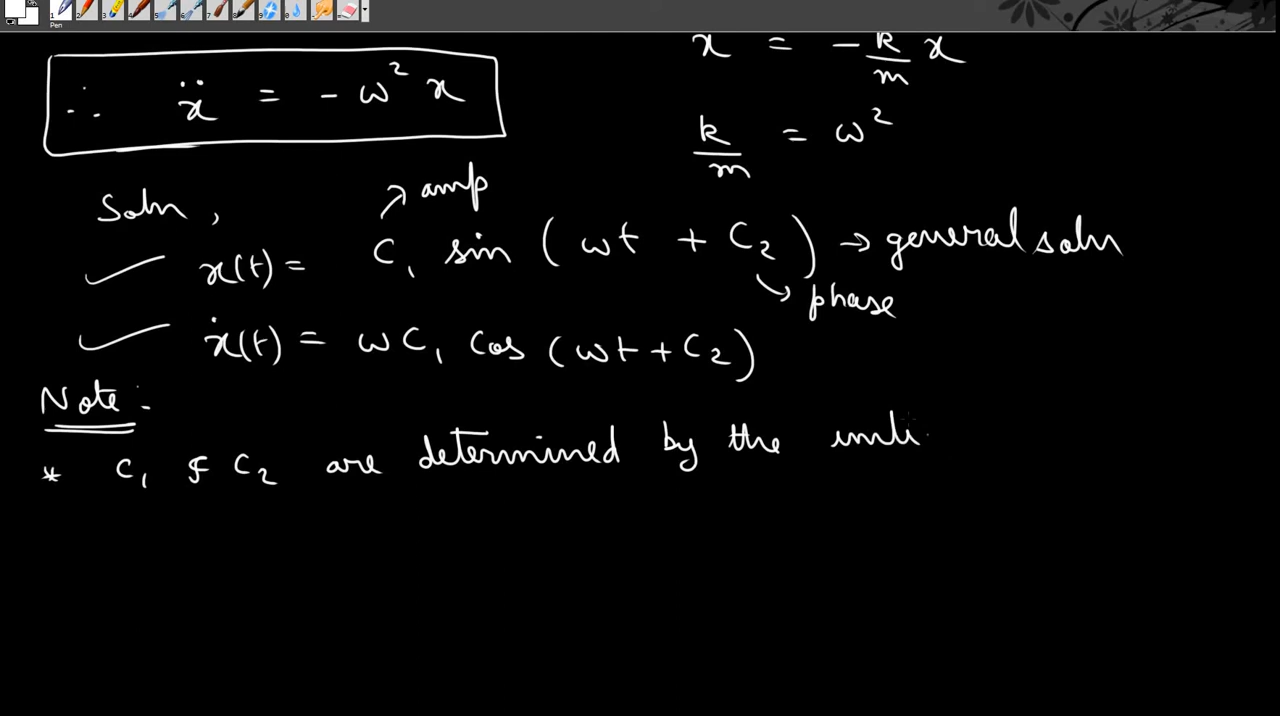 x = - k/m x
∴ ẍ = - ω² x
k/m = ω²
Soln,
→ amp
x(t) = C₁ sin ( ωt + C₂ ) → general soln
→ phase
ẋ(t) = ω C₁ cos ( ωt + C₂ )
Note :
* C₁ & C₂ are determined by the